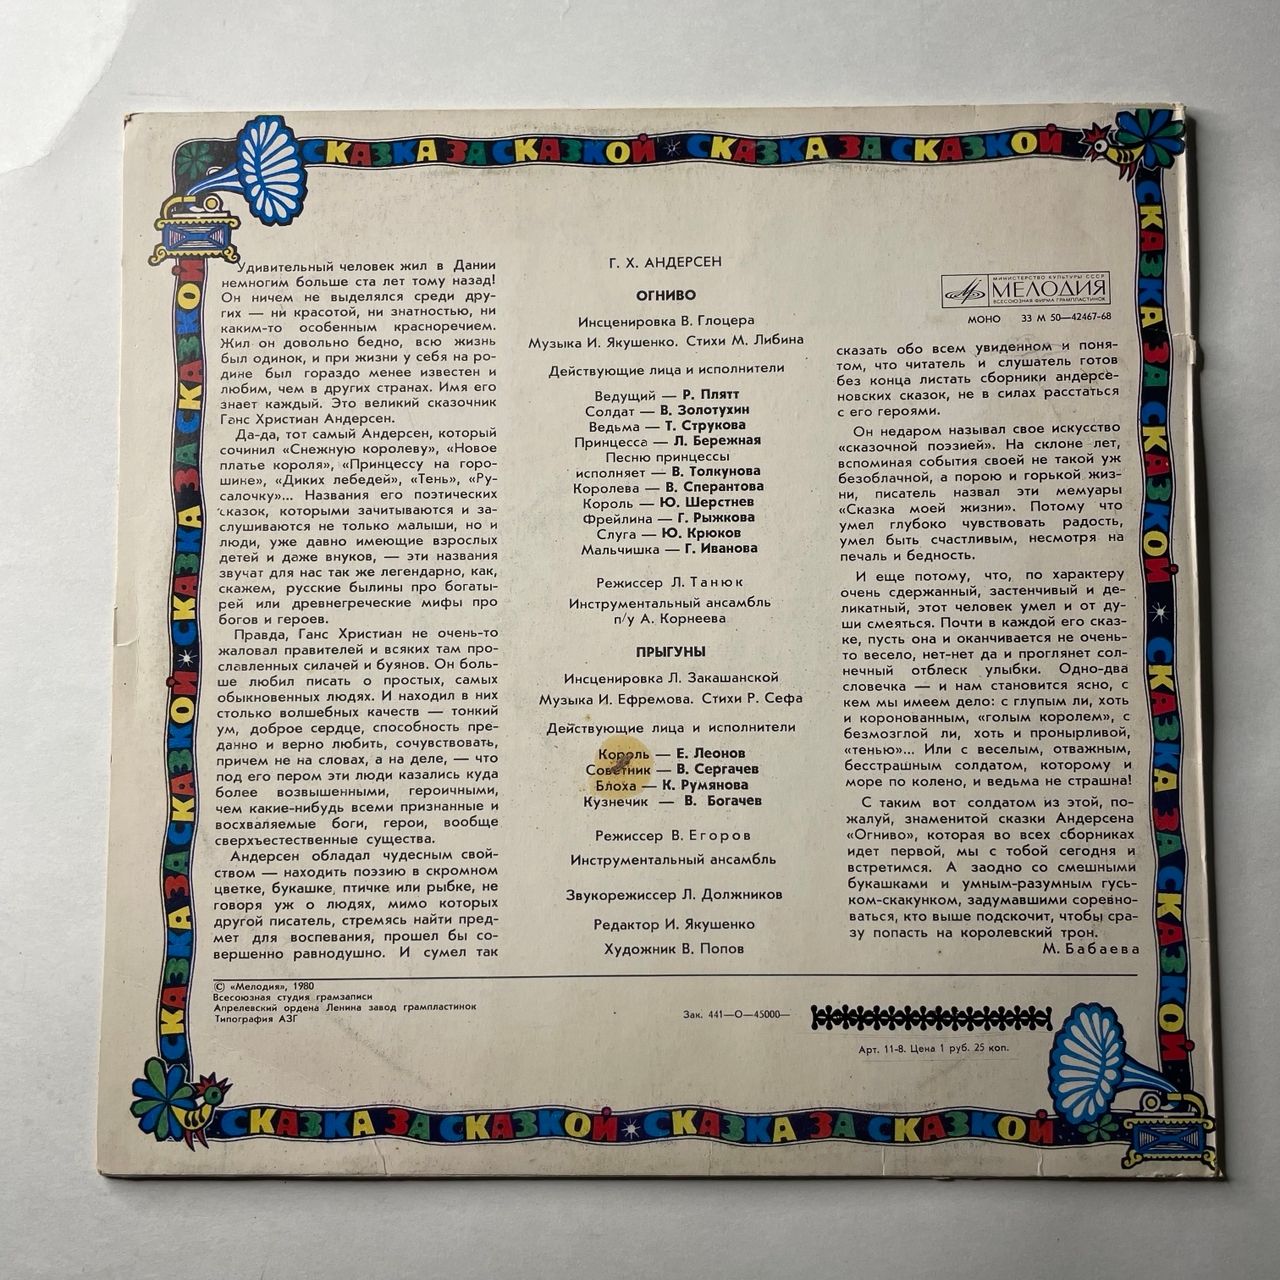 СКАЗКА ЗА СКАЗКОЙ СКАЗКА ЗА СКАЗКОЙ
СКАЗКА ЗА СКАЗКОЙ СКАЗКА ЗА СКАЗКОЙ
СКАЗКА ЗА СКАЗКОЙ СКАЗКА ЗА СКАЗКОЙ
Удивительный человек жил в Дании
немногим больше ста лет тому назад!
Он ничем не выделялся среди дру-
гих — ни красотой, ни знатностью, ни
каким-то особенным красноречием.
Жил он довольно бедно, всю жизнь
был одинок, и при жизни у себя на ро-
дине был гораздо менее известен и
любим, чем в других странах. Имя его
знает каждый. Это великий сказочник
Ганс Христиан Андерсен.
Да-да, тот самый Андерсен, который
сочинил «Снежную королеву», «Новое
платье короля», «Принцессу на горо-
шине», «Диких лебедей», «Тень», «Ру-
салочку»... Названия его поэтических
сказок, которыми зачитываются и за-
слушиваются не только малыши, но и
люди, уже давно имеющие взрослых
детей и даже внуков, — эти названия
звучат для нас так же легендарно, как,
скажем, русские былины про богаты-
рей или древнегреческие мифы про
богов и героев.
Правда, Ганс Христиан не очень-то
жаловал правителей и всяких там про-
славленных силачей и буянов. Он боль-
ше любил писать о простых, самых
обыкновенных людях. И находил в них
столько волшебных качеств — тонкий
ум, доброе сердце, способность пре-
данно и верно любить, сочувствовать,
причем не на словах, а на деле, — что
под его пером эти люди казались куда
более возвышенными, героичными,
чем какие-нибудь всеми признанные и
восхваляемые боги, герои, вообще
сверхъестественные существа.
Андерсен обладал чудесным свой-
ством — находить поэзию в скромном
цветке, букашке, птичке или рыбке, не
говоря уж о людях, мимо которых
другой писатель, стремясь найти пред-
мет для воспевания, прошел бы со-
вершенно равнодушно. И сумел так
Г. Х. АНДЕРСЕН
ОГНИВО
Инсценировка В. Глоцера
Музыка И. Якушенко. Стихи М. Либина
Действующие лица и исполнители
Ведущий — Р. Плятт
Солдат — В. Золотухин
Ведьма — Т. Струкова
Принцесса — Л. Бережная
Песню принцессы
исполняет — В. Толкунова
Королева — В. Сперантова
Король — Ю. Шерстнев
Фрейлина — Г. Рыжкова
Слуга — Ю. Крюков
Мальчишка — Г. Иванова
Режиссер Л. Танюк
Инструментальный ансамбль
п/у А. Корнеева
ПРЫГУНЫ
Инсценировка Л. Закашанской
Музыка И. Ефремова. Стихи Р. Сефа
Действующие лица и исполнители
Король — Е. Леонов
Советник — В. Сергачев
Блоха — К. Румянова
Кузнечик — В. Богачев
Режиссер В. Егоров
Инструментальный ансамбль
Звукорежиссер Л. Должников
Редактор И. Якушенко
Художник В. Попов
МИНИСТЕРСТВО КУЛЬТУРЫ СССР
МЕЛОДИЯ
ВСЕСОЮЗНАЯ ФИРМА ГРАМПЛАСТИНОК
МОНО 33 М 50—42467-68
сказать обо всем увиденном и поня-
том, что читатель и слушатель готов
без конца листать сборники андерсе-
новских сказок, не в силах расстаться
с его героями.
Он недаром называл свое искусство
«сказочной поэзией». На склоне лет,
вспоминая события своей не такой уж
безоблачной, а порою и горькой жиз-
ни, писатель назвал эти мемуары
«Сказка моей жизни». Потому что
умел глубоко чувствовать радость,
умел быть счастливым, несмотря на
печаль и бедность.
И еще потому, что, по характеру
очень сдержанный, застенчивый и де-
ликатный, этот человек умел и от ду-
ши смеяться. Почти в каждой его сказ-
ке, пусть она и оканчивается не очень-
то весело, нет-нет да и проглянет сол-
нечный отблеск улыбки. Одно-два
словечка — и нам становится ясно, с
кем мы имеем дело: с глупым ли, хоть
и коронованным, «голым королем», с
безмозглой ли, хоть и пронырливой,
«тенью»... Или с веселым, отважным,
бесстрашным солдатом, которому и
море по колено, и ведьма не страшна!
С таким вот солдатом из этой, по-
жалуй, знаменитой сказки Андерсена
«Огниво», которая во всех сборниках
идет первой, мы с тобой сегодня и
встретимся. А заодно со смешными
букашками и умным-разумным гусь-
ком-скакунком, задумавшими соревно-
ваться, кто выше подскочит, чтобы сра-
зу попасть на королевский трон.
М. Бабаева
© «Мелодия», 1980
Всесоюзная студия грамзаписи
Апрелевский ордена Ленина завод грампластинок
Типография АЗГ
Зак. 441—О—45000—
Арт. 11-8. Цена 1 руб. 25 коп.
СКАЗКА ЗА СКАЗКОЙ СКАЗКА ЗА СКАЗКОЙ